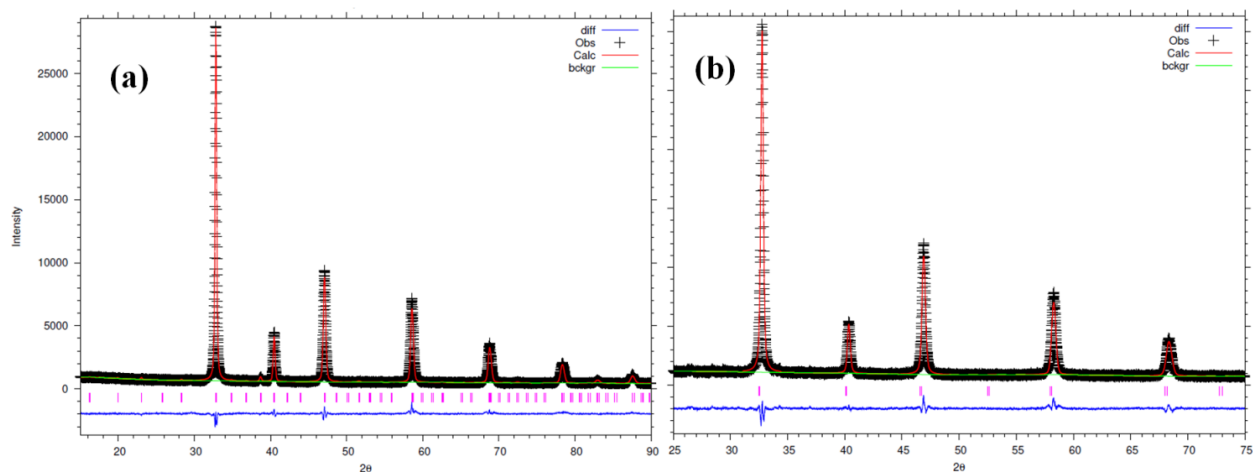 (a)
diff
Obs
Calc
bckgr
Intensity
25000
20000
15000
10000
5000
0
20 30 40 50 60 70 80 90
2θ
(b)
diff
Obs
Calc
bckgr
25 30 35 40 45 50 55 60 65 70 75
2θ